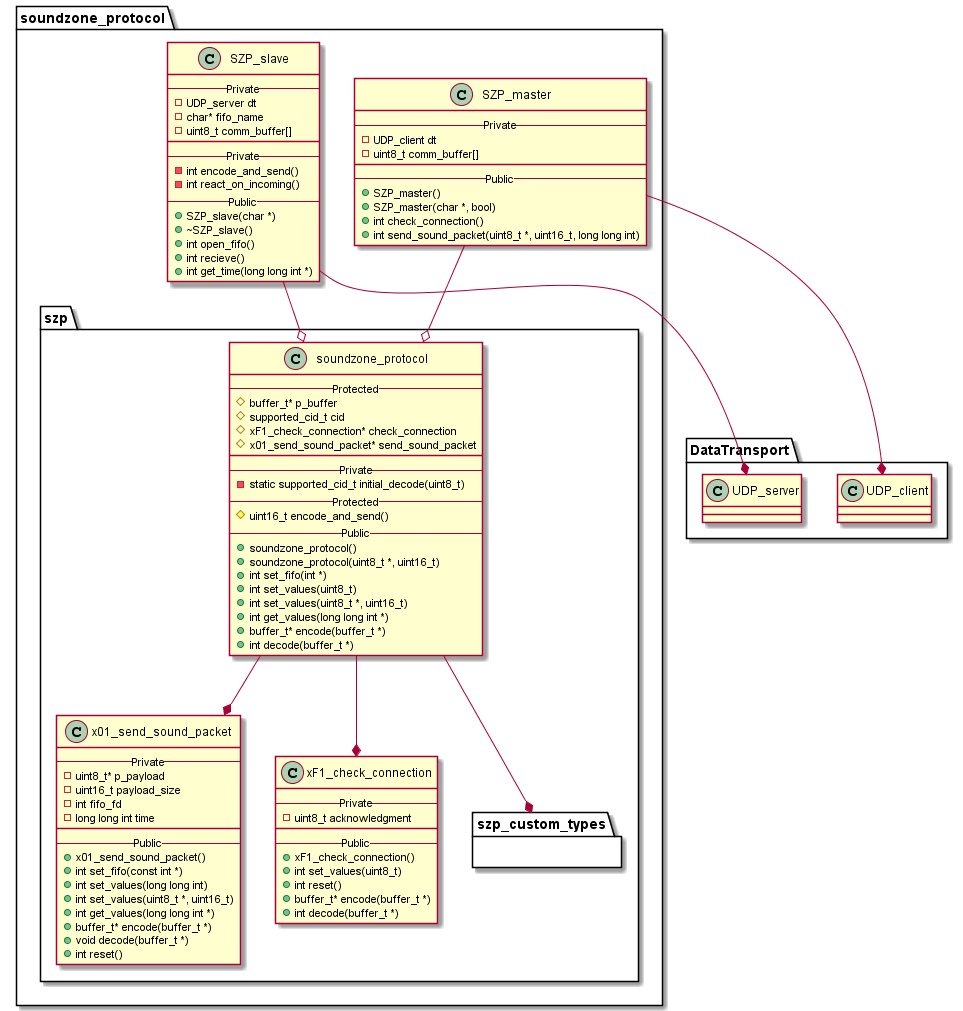 soundzone_protocol
C SZP_slave
Private
UDP_server dt
char* fifo_name
uint8_t comm_buffer[]
Private
int encode_and_send()
int react_on_incoming()
Public
SZP_slave(char *)
~SZP_slave()
int open_fifo()
int recieve()
int get_time(long long int *)
C SZP_master
Private
UDP_client dt
uint8_t comm_buffer[]
Public
SZP_master()
SZP_master(char *, bool)
int check_connection()
int send_sound_packet(uint8_t *, uint16_t, long long int)
szp
C soundzone_protocol
Protected
buffer_t* p_buffer
supported_cid_t cid
xF1_check_connection* check_connection
x01_send_sound_packet* send_sound_packet
Private
static supported_cid_t initial_decode(uint8_t)
Protected
uint16_t encode_and_send()
Public
soundzone_protocol()
soundzone_protocol(uint8_t *, uint16_t)
int set_fifo(int *)
int set_values(uint8_t)
int set_values(uint8_t *, uint16_t)
int get_values(long long int *)
buffer_t* encode(buffer_t *)
int decode(buffer_t *)
DataTransport
C UDP_server
C UDP_client
C x01_send_sound_packet
Private
uint8_t* p_payload
uint16_t payload_size
int fifo_fd
long long int time
Public
x01_send_sound_packet()
int set_fifo(const int *)
int set_values(long long int)
int set_values(uint8_t *, uint16_t)
int get_values(long long int *)
buffer_t* encode(buffer_t *)
void decode(buffer_t *)
int reset()
C xF1_check_connection
Private
uint8_t acknowledgment
Public
xF1_check_connection()
int set_values(uint8_t)
int reset()
buffer_t* encode(buffer_t *)
int decode(buffer_t *)
szp_custom_types